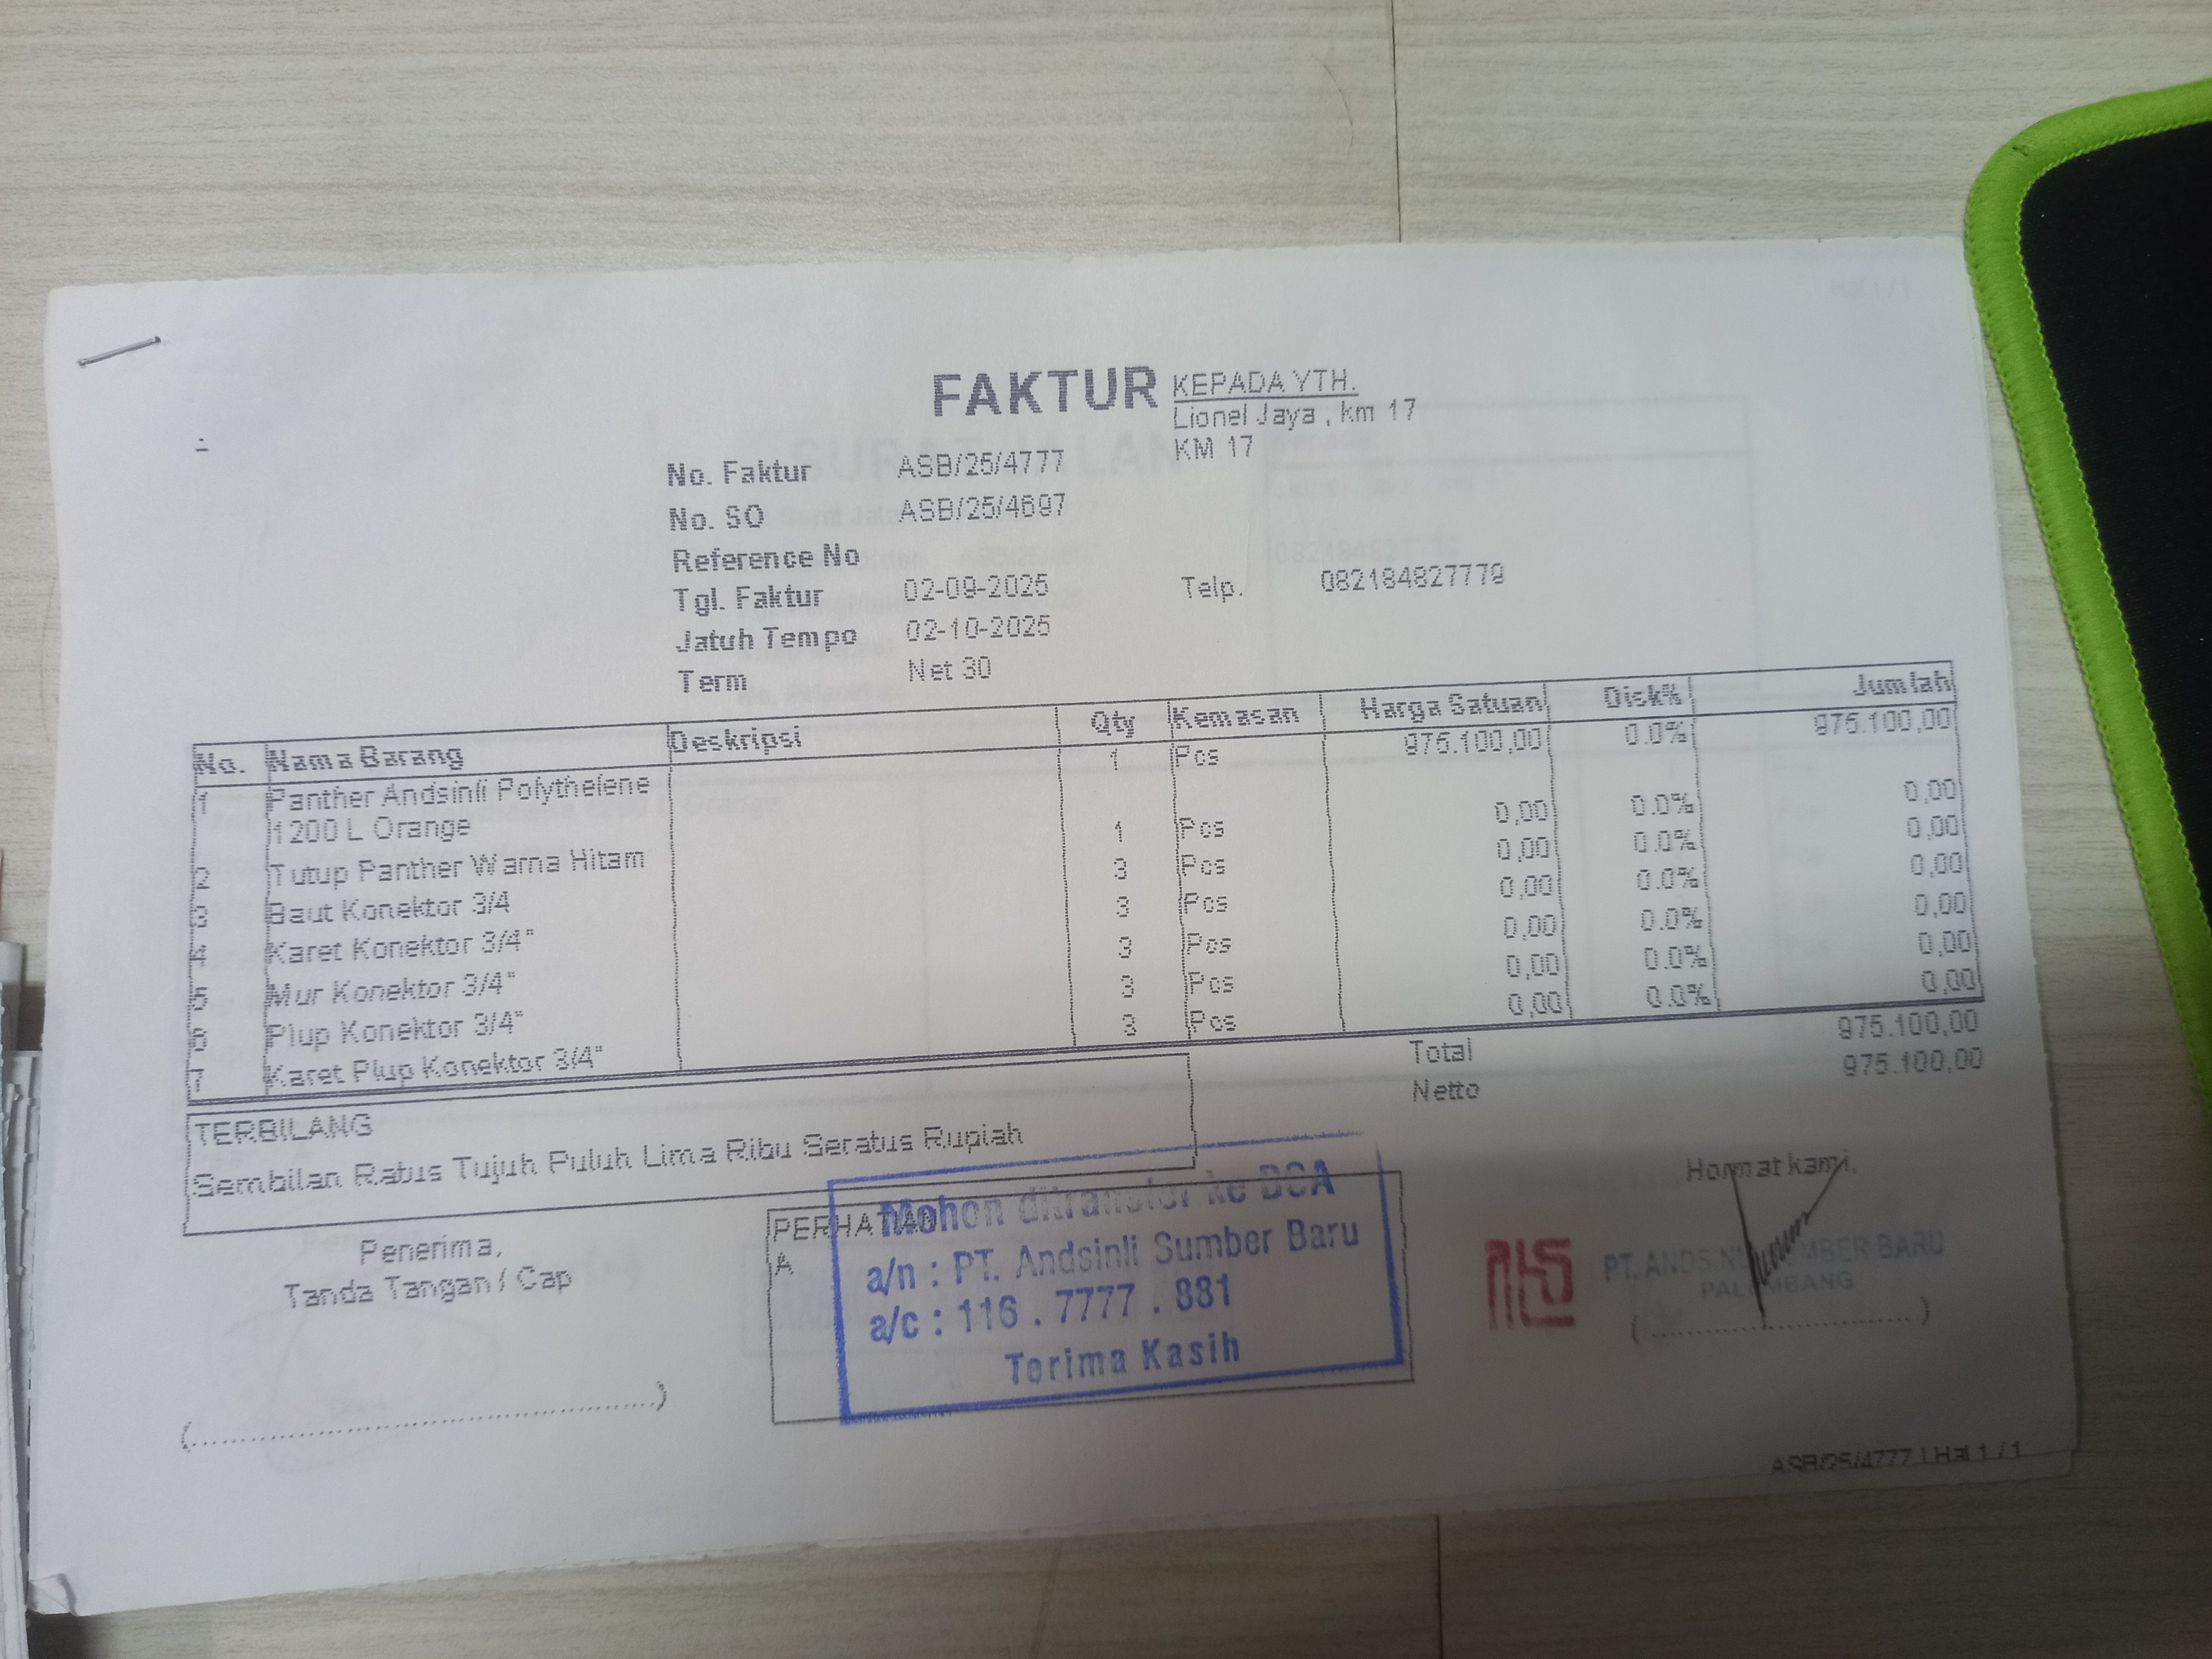 FAKTUR
KEPADA YTH.
Lionel Jaya , km 17
KM 17
No. Faktur ASB/25/4777
No. SO ASB/25/4697
Reference No
Tgl. Faktur 02-09-2025 Telp. 082184827779
Jatuh Tempo 02-10-2025
Term Net 30
No. Nama Barang Deskripsi Qty Kemasan Harga Satuan Disk% Jumlah
1 Panther Andsinli Polythelene 1 Pcs 975.100,00 0.0% 975.100,00
1200 L Orange
2 Tutup Panther Warna Hitam 1 Pcs 0,00 0.0% 0,00
3 Baut Konektor 3/4 3 Pcs 0,00 0.0% 0,00
4 Karet Konektor 3/4" 3 Pcs 0,00 0.0% 0,00
5 Mur Konektor 3/4" 3 Pcs 0,00 0.0% 0,00
6 Plup Konektor 3/4" 3 Pcs 0,00 0.0% 0,00
7 Karet Plup Konektor 3/4" 3 Pcs 0,00 0.0% 0,00
Total 975.100,00
Netto 975.100,00
TERBILANG
Sembilan Ratus Tujuh Puluh Lima Ribu Seratus Rupiah
Penerima,
Tanda Tangan / Cap
(..................................................)
PERHATIAN
A
Mohon ditransfer ke BCA
a/n : PT. Andsinli Sumber Baru
a/c : 116 . 7777 . 881
Terima Kasih
Hormat kami,
PT. ANDSINLI SUMBER BARU
PALEMBANG
(..................................)
ASB/25/4777 | Hal 1 / 1